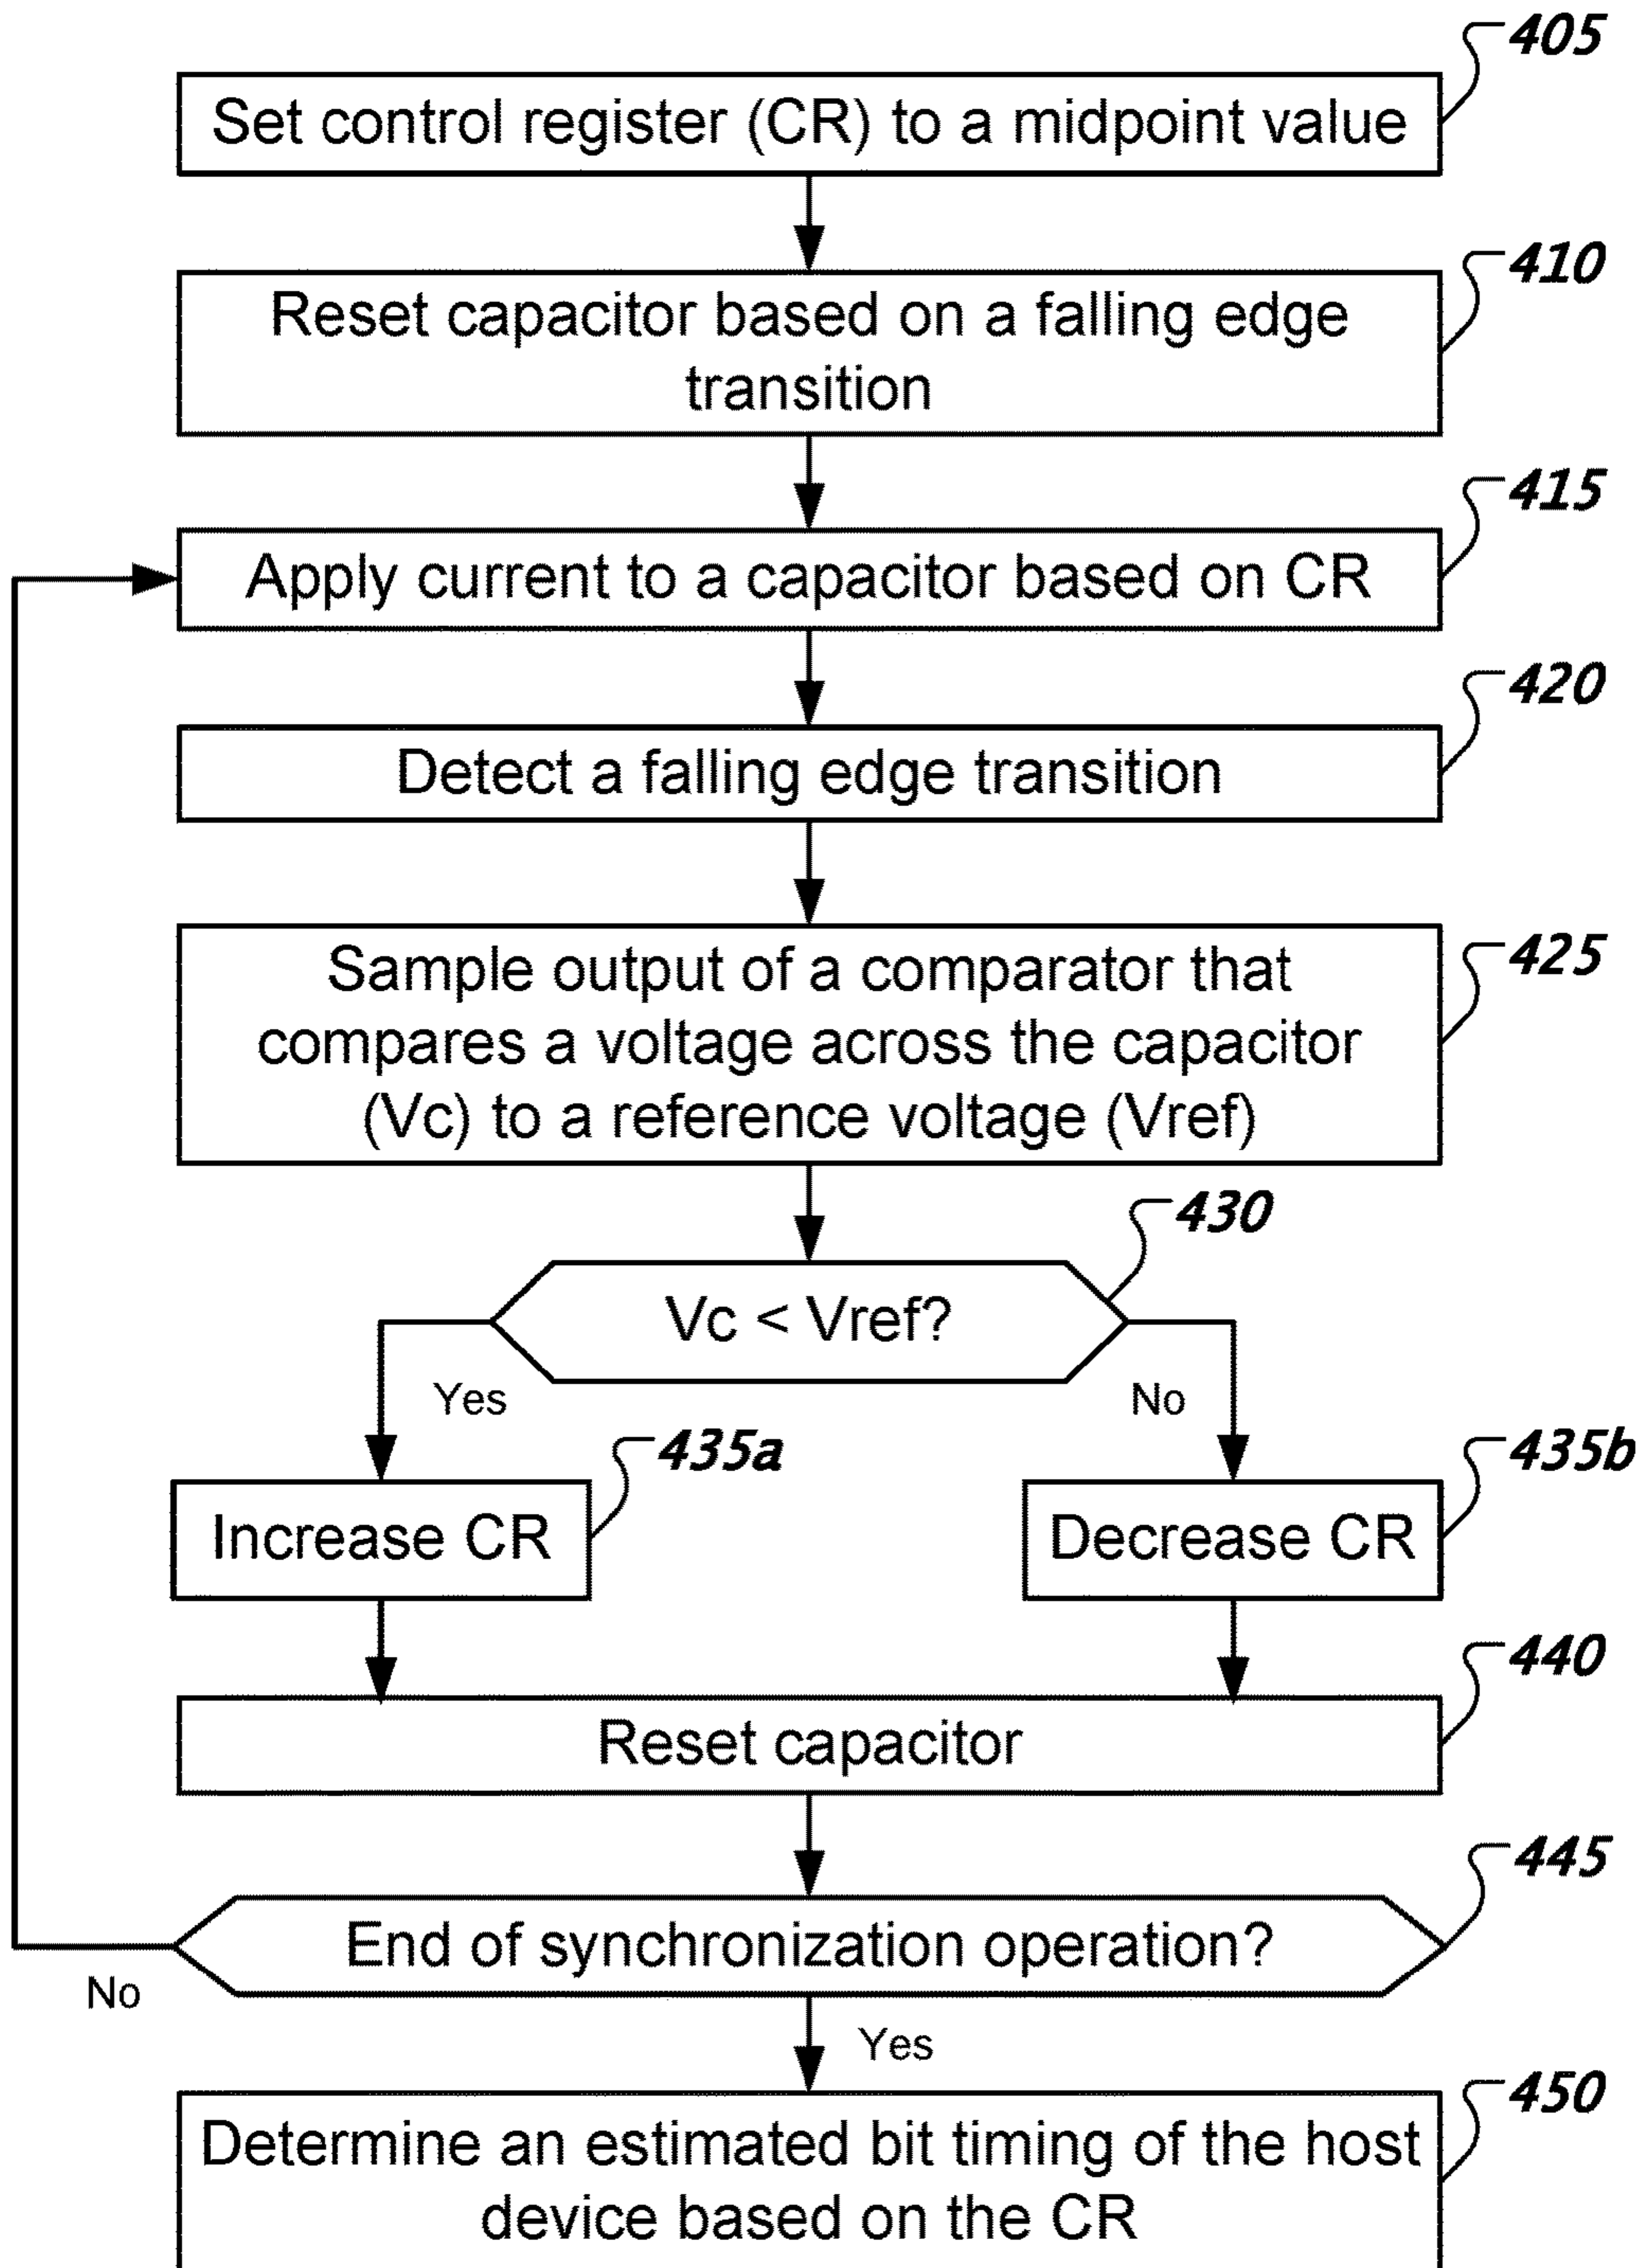 405
Set control register (CR) to a midpoint value
410
Reset capacitor based on a falling edge
transition
415
Apply current to a capacitor based on CR
420
Detect a falling edge transition
425
Sample output of a comparator that
compares a voltage across the capacitor
(Vc) to a reference voltage (Vref)
430
Vc < Vref?
Yes
No
435a
435b
Increase CR
Decrease CR
440
Reset capacitor
445
End of synchronization operation?
No
Yes
450
Determine an estimated bit timing of the host
device based on the CR